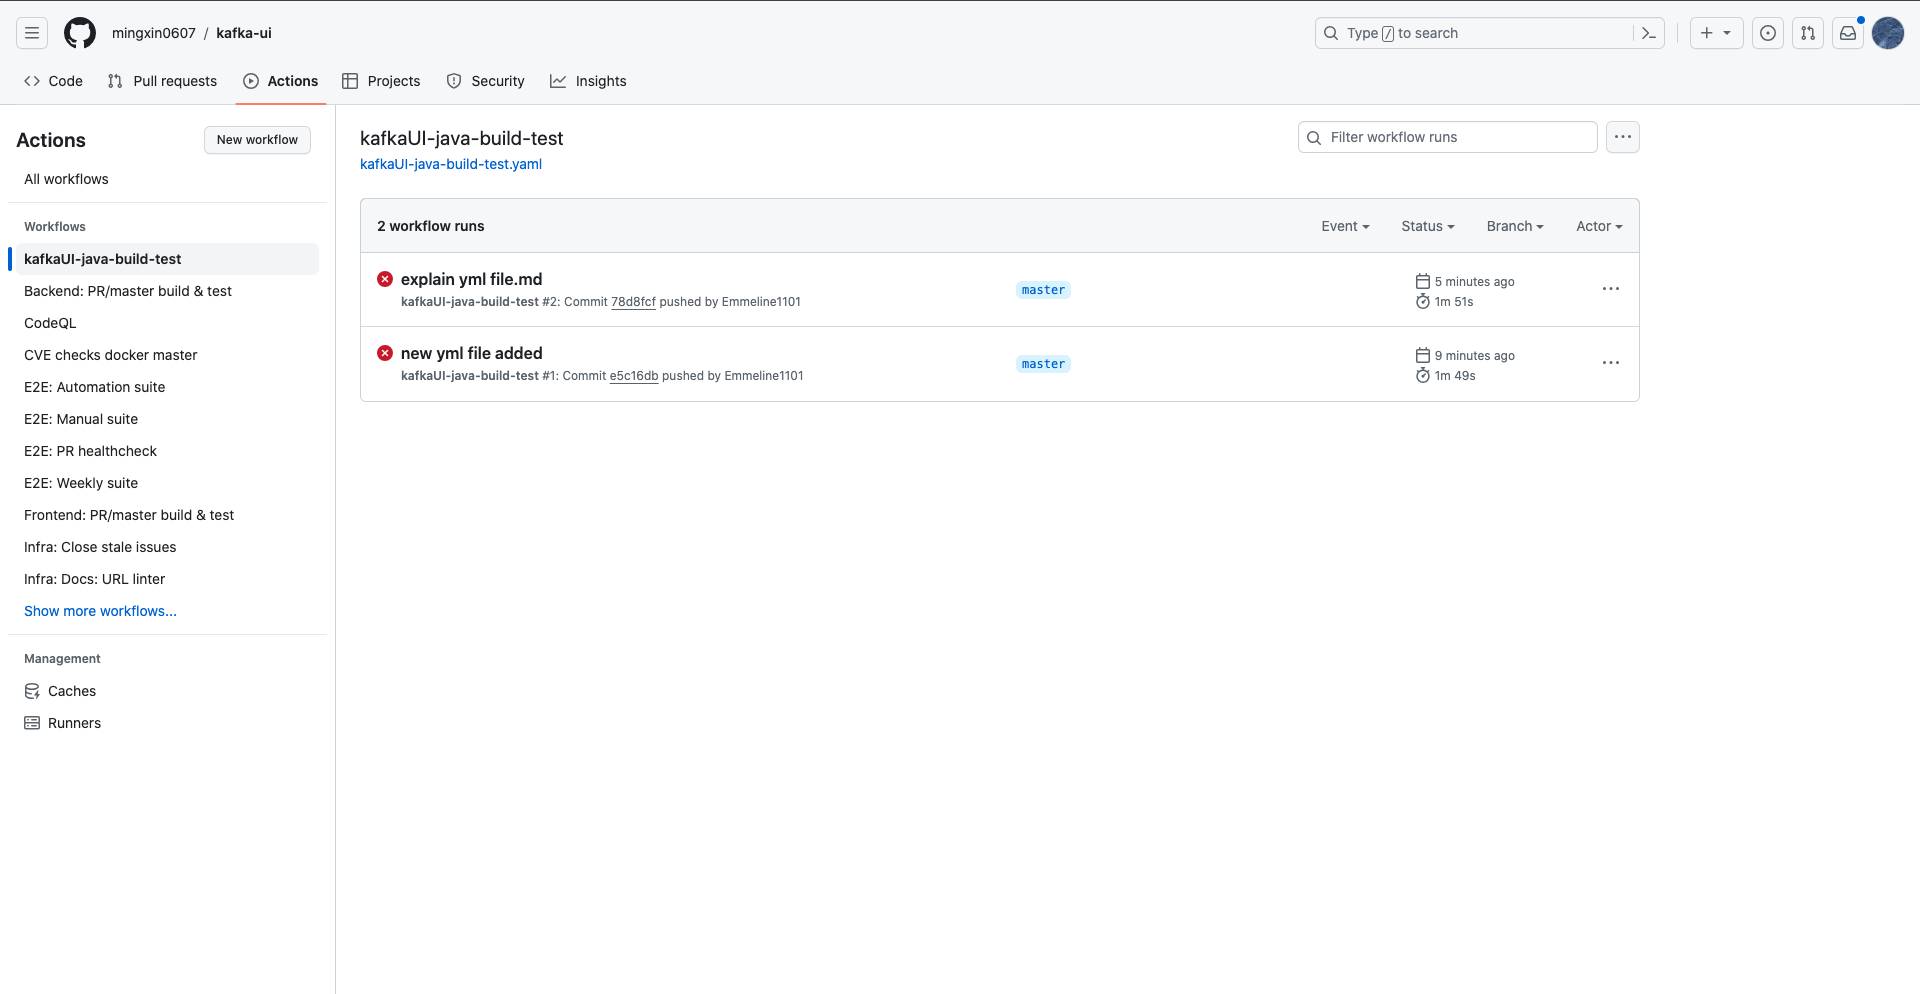 mingxin0607 / kafka-ui
Type / to search
Code
Pull requests
Actions
Projects
Security
Insights
Actions
New workflow
All workflows
Workflows
kafkaUI-java-build-test
Backend: PR/master build & test
CodeQL
CVE checks docker master
E2E: Automation suite
E2E: Manual suite
E2E: PR healthcheck
E2E: Weekly suite
Frontend: PR/master build & test
Infra: Close stale issues
Infra: Docs: URL linter
Show more workflows...
Management
Caches
Runners
kafkaUI-java-build-test
kafkaUI-java-build-test.yaml
Filter workflow runs
2 workflow runs
Event
Status
Branch
Actor
explain yml file.md
kafkaUI-java-build-test #2: Commit 78d8fcf pushed by Emmeline1101
master
5 minutes ago
1m 51s
new yml file added
kafkaUI-java-build-test #1: Commit e5c16db pushed by Emmeline1101
master
9 minutes ago
1m 49s